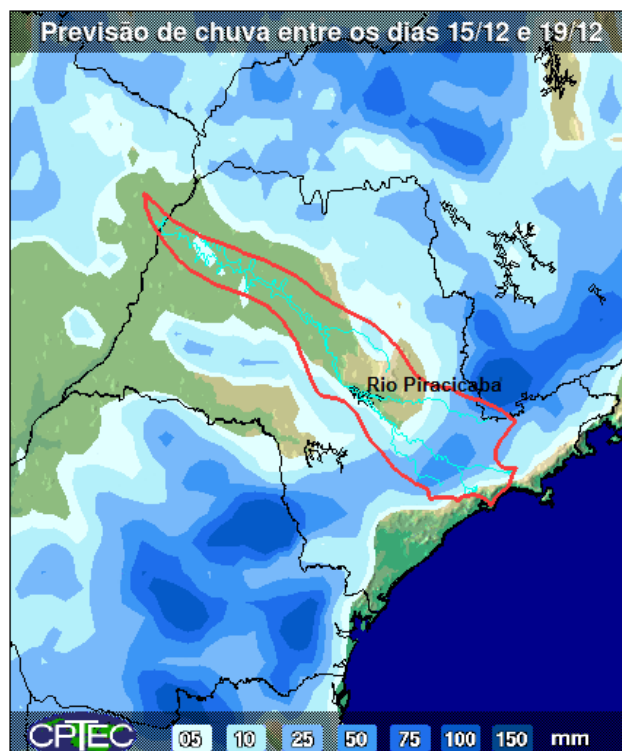 Previsão de chuva entre os dias 15/12 e 19/12
Rio Piracicaba
CPTEC 05 10 25 50 75 100 150 mm